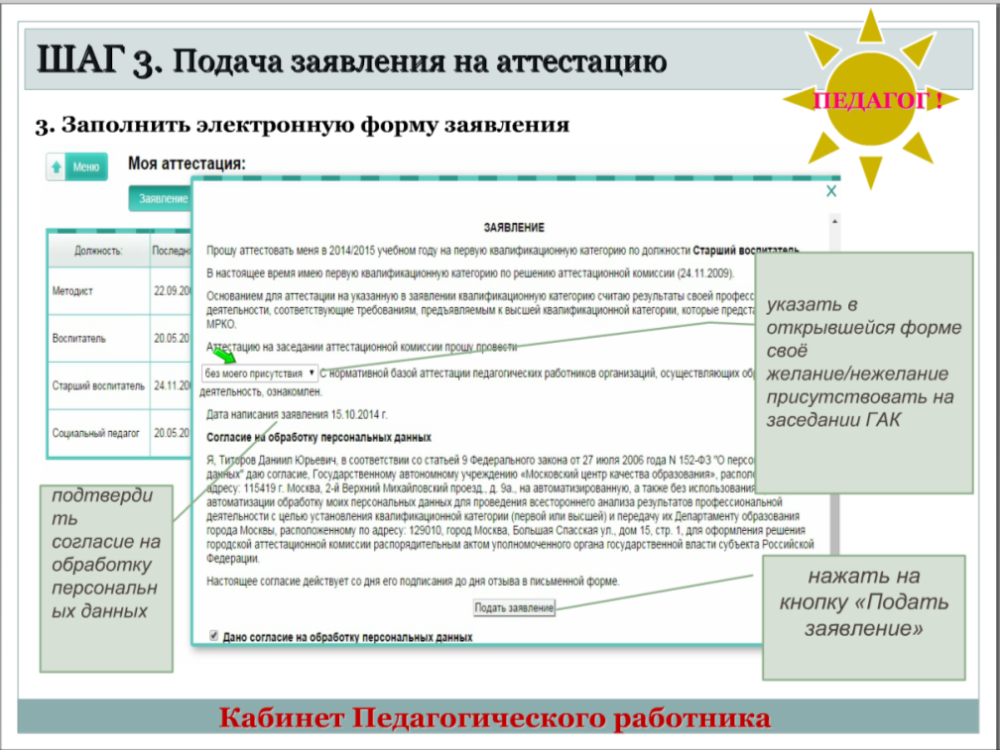 ШАГ 3. Подача заявления на аттестацию
ПЕДАГОГ!
3. Заполнить электронную форму заявления
Меню
Моя аттестация:
Заявление
Должность:
Последн
Методист
22.09.20
Воспитатель
20.05.20
Старший воспитатель
24.11.20
Социальный педагог
20.05.20
X
ЗАЯВЛЕНИЕ
Прошу аттестовать меня в 2014/2015 учебном году на первую квалификационную категорию по должности Старший воспитатель
В настоящее время имею первую квалификационную категорию по решению аттестационной комиссии (24.11.2009).
Основанием для аттестации на указанную в заявлении квалификационную категорию считаю результаты своей професс
деятельности, соответствующие требованиям, предъявляемым к высшей квалификационной категории, которые предста
МРКО.
Аттестацию на заседании аттестационной комиссии прошу провести
без моего присутствия С нормативной базой аттестации педагогических работников организаций, осуществляющих об
деятельность, ознакомлен.
Дата написания заявления 15.10.2014 г.
Согласие на обработку персональных данных
Я, Титоров Даниил Юрьевич, в соответствии со статьей 9 Федерального закона от 27 июля 2006 года N 152-ФЗ "О персо
данных" даю согласие, Государственному автономному учреждению «Московский центр качества образования», распол
адресу: 115419 г. Москва, 2-й Верхний Михайловский проезд., д. 9а., на автоматизированную, а также без использования
автоматизации обработку моих персональных данных для проведения всестороннего анализа результатов профессиональной
деятельности с целью установления квалификационной категории (первой или высшей) и передачу их Департаменту образования
города Москвы, расположенному по адресу: 129010, город Москва, Большая Спасская ул., дом 15, стр. 1, для оформления решения
городской аттестационной комиссии распорядительным актом уполномоченного органа государственной власти субъекта Российской
Федерации.
Настоящее согласие действует со дня его подписания до дня отзыва в письменной форме.
Подать заявление
Дано согласие на обработку персональных данных
указать в
открывшейся форме
своё
желание/нежелание
присутствовать на
заседании ГАК
подтверди
ть
согласие на
обработку
персональн
ых данных
нажать на
кнопку «Подать
заявление»
Кабинет Педагогического работника